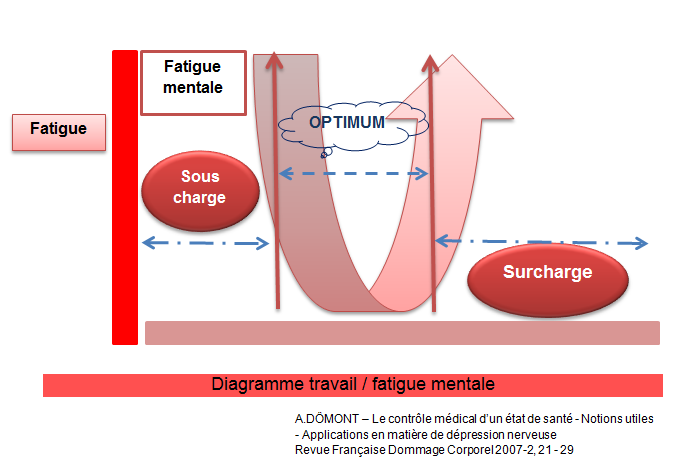 Fatigue
mentale
Fatigue
OPTIMUM
Sous
charge
Surcharge
Diagramme travail / fatigue mentale
A.DÖMONT – Le contrôle médical d'un état de santé - Notions utiles
- Applications en matière de dépression nerveuse
Revue Française Dommage Corporel 2007-2, 21 - 29